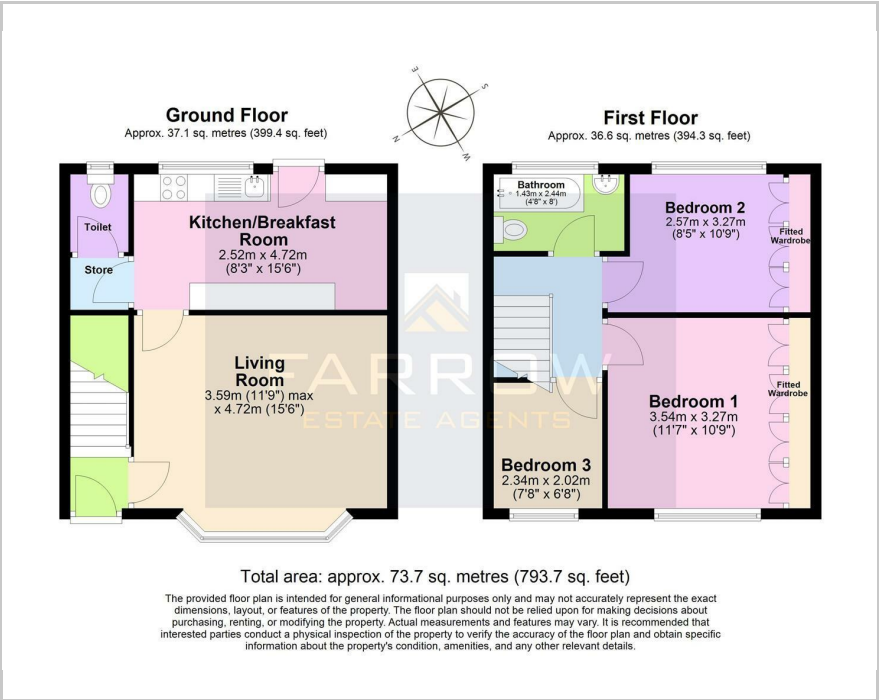 Ground Floor
Approx. 37.1 sq. metres (399.4 sq. feet)
E
S
N
W
First Floor
Approx. 36.6 sq. metres (394.3 sq. feet)
Toilet
Store
Kitchen/Breakfast
Room
2.52m x 4.72m
(8'3" x 15'6")
Living
Room
3.59m (11'9") max
x 4.72m (15'6")
Bathroom
1.43m x 2.44m
(4'8" x 8')
Bedroom 2
2.57m x 3.27m
(8'5" x 10'9")
Fitted
Wardrobe
Bedroom 1
3.54m x 3.27m
(11'7" x 10'9")
Fitted
Wardrobe
Bedroom 3
2.34m x 2.02m
(7'8" x 6'8")
FARROW
ESTATE AGENTS
Total area: approx. 73.7 sq. metres (793.7 sq. feet)
The provided floor plan is intended for general informational purposes only and may not accurately represent the exact
dimensions, layout, or features of the property. The floor plan should not be relied upon for making decisions about
purchasing, renting, or modifying the property. Actual measurements and features may vary. It is recommended that
interested parties conduct a physical inspection of the property to verify the accuracy of the floor plan and obtain specific
information about the property's condition, amenities, and any other relevant details.